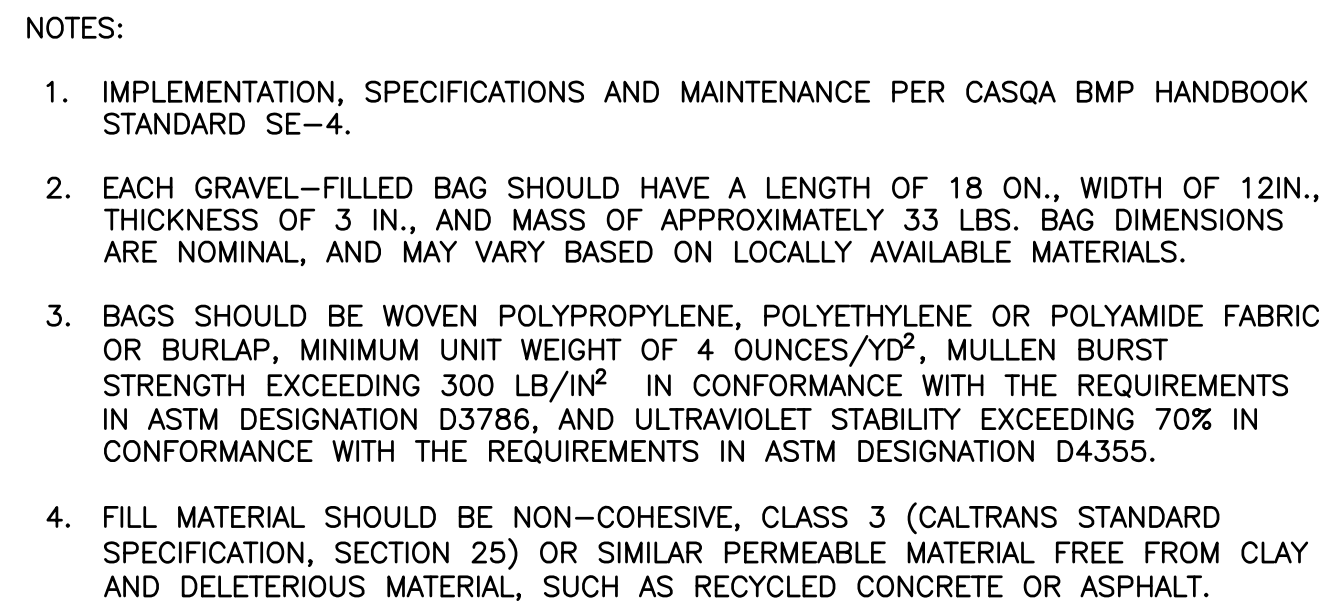 NOTES:
1. IMPLEMENTATION, SPECIFICATIONS AND MAINTENANCE PER CASQA BMP HANDBOOK
STANDARD SE–4.
2. EACH GRAVEL–FILLED BAG SHOULD HAVE A LENGTH OF 18 ON., WIDTH OF 12IN.,
THICKNESS OF 3 IN., AND MASS OF APPROXIMATELY 33 LBS. BAG DIMENSIONS
ARE NOMINAL, AND MAY VARY BASED ON LOCALLY AVAILABLE MATERIALS.
3. BAGS SHOULD BE WOVEN POLYPROPYLENE, POLYETHYLENE OR POLYAMIDE FABRIC
OR BURLAP, MINIMUM UNIT WEIGHT OF 4 OUNCES/YD², MULLEN BURST
STRENGTH EXCEEDING 300 LB/IN² IN CONFORMANCE WITH THE REQUIREMENTS
IN ASTM DESIGNATION D3786, AND ULTRAVIOLET STABILITY EXCEEDING 70% IN
CONFORMANCE WITH THE REQUIREMENTS IN ASTM DESIGNATION D4355.
4. FILL MATERIAL SHOULD BE NON–COHESIVE, CLASS 3 (CALTRANS STANDARD
SPECIFICATION, SECTION 25) OR SIMILAR PERMEABLE MATERIAL FREE FROM CLAY
AND DELETERIOUS MATERIAL, SUCH AS RECYCLED CONCRETE OR ASPHALT.